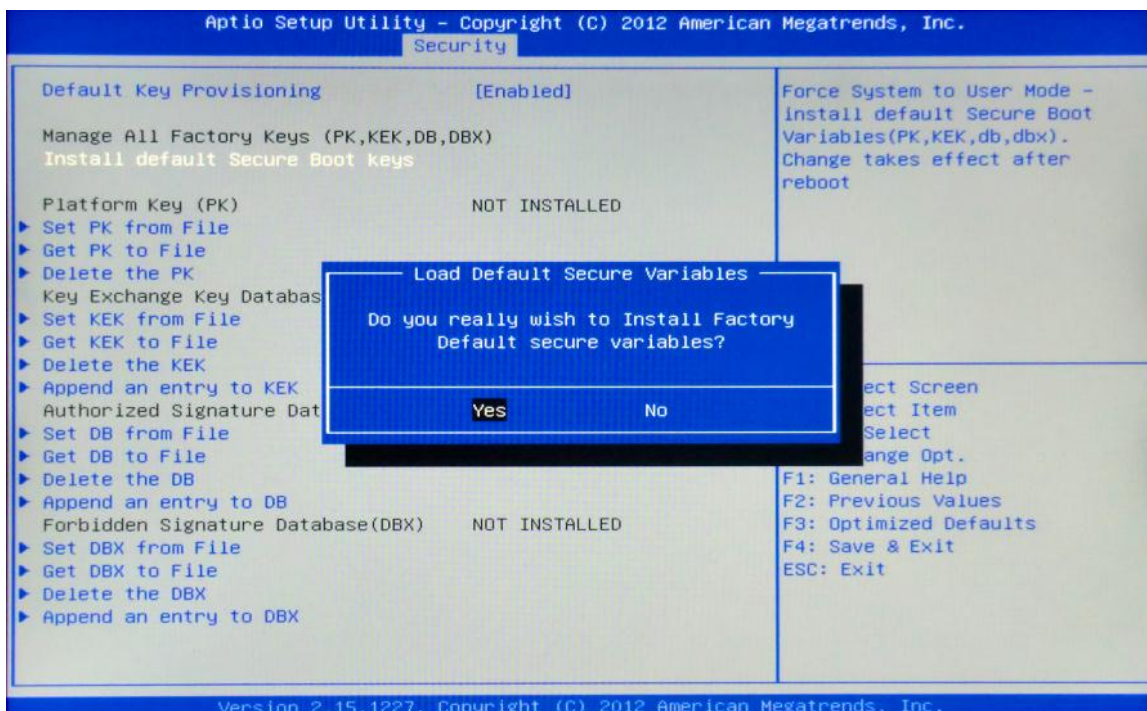 Aptio Setup Utility – Copyright (C) 2012 American Megatrends, Inc.
Security
Default Key Provisioning [Enabled]
Manage All Factory Keys (PK,KEK,DB,DBX)
Install default Secure Boot keys
Platform Key (PK) NOT INSTALLED
Set PK from File
Get PK to File
Delete the PK
Key Exchange Key Databas
Set KEK from File
Get KEK to File
Delete the KEK
Append an entry to KEK
Authorized Signature Dat
Set DB from File
Get DB to File
Delete the DB
Append an entry to DB
Forbidden Signature Database(DBX) NOT INSTALLED
Set DBX from File
Get DBX to File
Delete the DBX
Append an entry to DBX
Load Default Secure Variables
Do you really wish to Install Factory
Default secure variables?
Yes No
Force System to User Mode –
install default Secure Boot
Variables(PK,KEK,db,dbx).
Change takes effect after
reboot
ect Screen
ect Item
Select
ange Opt.
F1: General Help
F2: Previous Values
F3: Optimized Defaults
F4: Save & Exit
ESC: Exit
Version 2.15.1227. Copyright (C) 2012 American Megatrends, Inc.